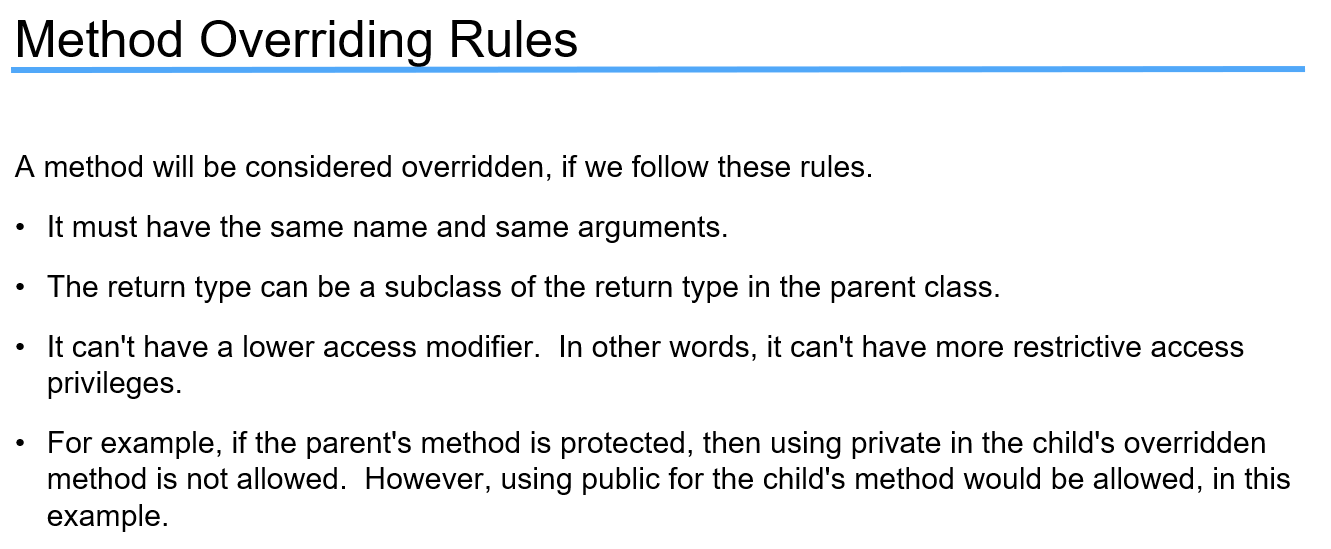 Method Overriding Rules
A method will be considered overridden, if we follow these rules.
• It must have the same name and same arguments.
• The return type can be a subclass of the return type in the parent class.
• It can't have a lower access modifier.  In other words, it can't have more restrictive access
privileges.
• For example, if the parent's method is protected, then using private in the child's overridden
method is not allowed.  However, using public for the child's method would be allowed, in this
example.